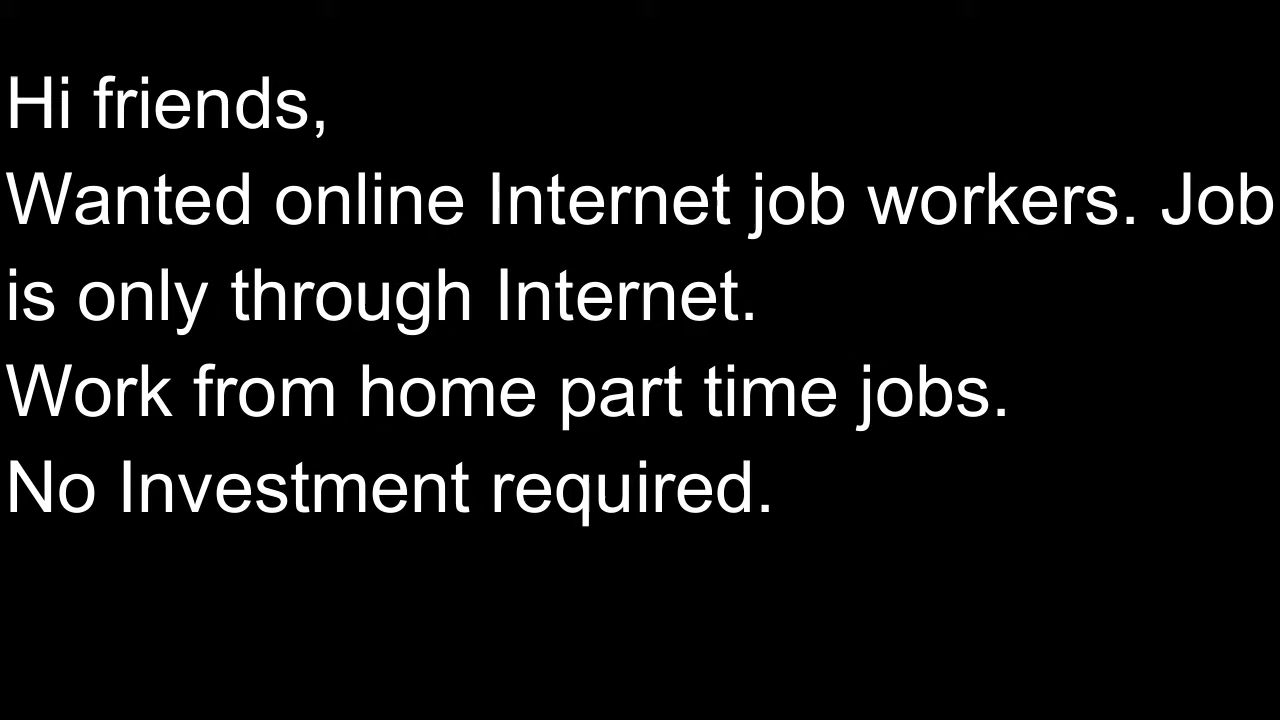 Hi friends,
Wanted online Internet job workers. Job
is only through Internet.
Work from home part time jobs.
No Investment required.